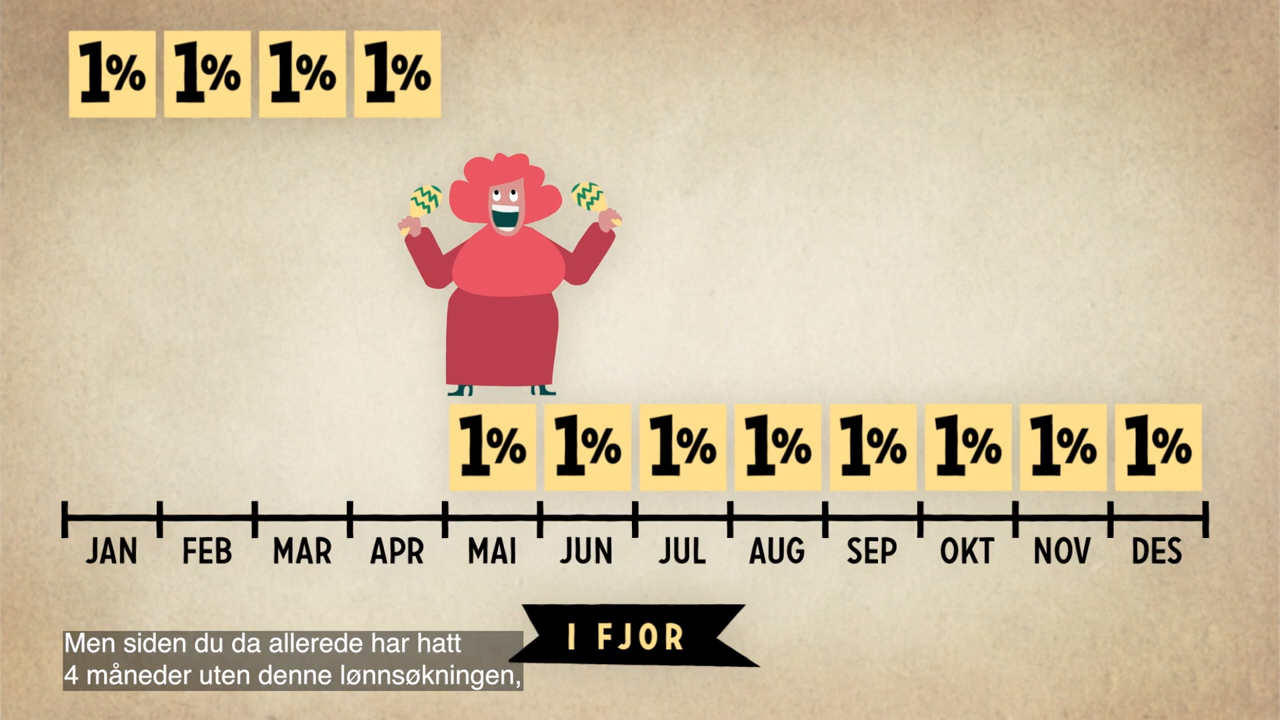 1% 1% 1% 1%
1% 1% 1% 1% 1% 1% 1% 1%
JAN FEB MAR APR MAI JUN JUL AUG SEP OKT NOV DES
I FJOR
Men siden du da allerede har hatt
4 måneder uten denne lønnsøkningen,